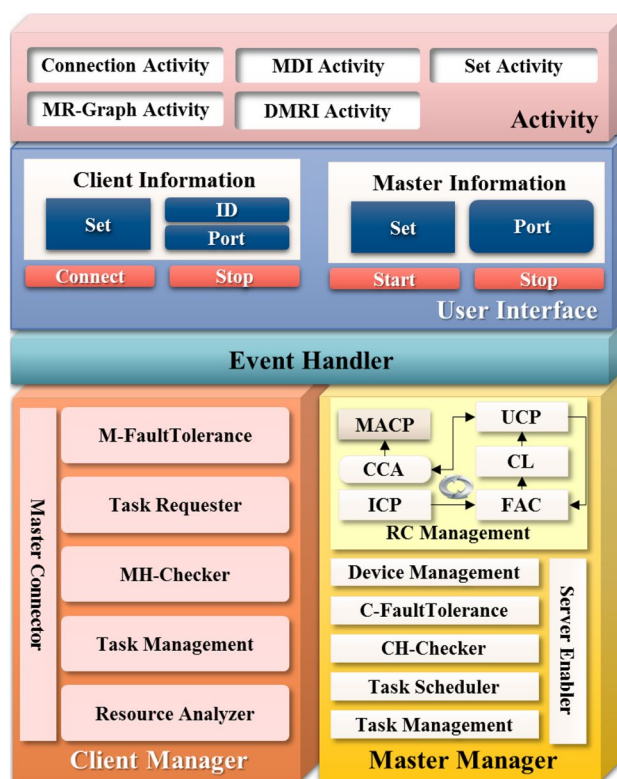 Connection Activity
MDI Activity
Set Activity
MR-Graph Activity
DMRI Activity
Activity
Client Information
Set
ID
Port
Connect
Stop
Master Information
Set
Port
Start
Stop
User Interface
Event Handler
Master Connector
M-FaultTolerance
Task Requester
MH-Checker
Task Management
Resource Analyzer
Client Manager
MACP
UCP
CCA
CL
ICP
FAC
RC Management
Device Management
C-FaultTolerance
CH-Checker
Task Scheduler
Task Management
Server Enabler
Master Manager